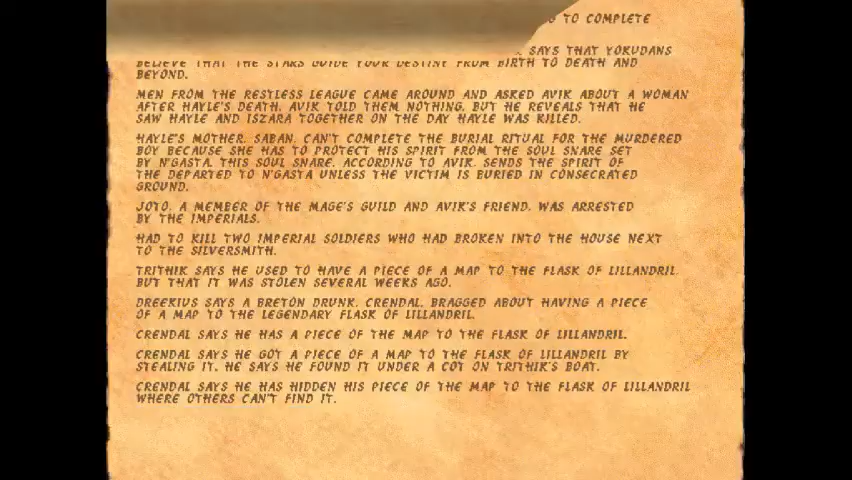 TO COMPLETE
SAYS THAT YOKUDANS
BELIEVE THAT THE STARS GUIDE YOUR DESTINY FROM BIRTH TO DEATH AND
BEYOND.
MEN FROM THE RESTLESS LEAGUE CAME AROUND AND ASKED AVIK ABOUT A WOMAN
AFTER HAYLE'S DEATH. AVIK TOLD THEM NOTHING. BUT HE REVEALS THAT HE
SAW HAYLE AND ISZARA TOGETHER ON THE DAY HAYLE WAS KILLED.
HAYLE'S MOTHER, SABAN, CAN'T COMPLETE THE BURIAL RITUAL FOR THE MURDERED
BOY BECAUSE SHE HAS TO PROTECT HIS SPIRIT FROM THE SOUL SNARE SET
BY N'GASTA. THIS SOUL SNARE, ACCORDING TO AVIK, SENDS THE SPIRIT OF
THE DEPARTED TO N'GASTA UNLESS THE VICTIM IS BURIED IN CONSECRATED
GROUND.
JOTO, A MEMBER OF THE MAGE'S GUILD AND AVIK'S FRIEND, WAS ARRESTED
BY THE IMPERIALS.
HAD TO KILL TWO IMPERIAL SOLDIERS WHO HAD BROKEN INTO THE HOUSE NEXT
TO THE SILVERSMITH.
TRITHIK SAYS HE USED TO HAVE A PIECE OF A MAP TO THE FLASK OF LILLANDRIL
BUT THAT IT WAS STOLEN SEVERAL WEEKS AGO.
DREEKIUS SAYS A BRETON DRUNK, CRENDAL, BRAGGED ABOUT HAVING A PIECE
OF A MAP TO THE LEGENDARY FLASK OF LILLANDRIL.
CRENDAL SAYS HE HAS A PIECE OF THE MAP TO THE FLASK OF LILLANDRIL.
CRENDAL SAYS HE GOT A PIECE OF A MAP TO THE FLASK OF LILLANDRIL BY
STEALING IT. HE SAYS HE FOUND IT UNDER A COT ON TRITHIK'S BOAT.
CRENDAL SAYS HE HAS HIDDEN HIS PIECE OF THE MAP TO THE FLASK OF LILLANDRIL
WHERE OTHERS CAN'T FIND IT.